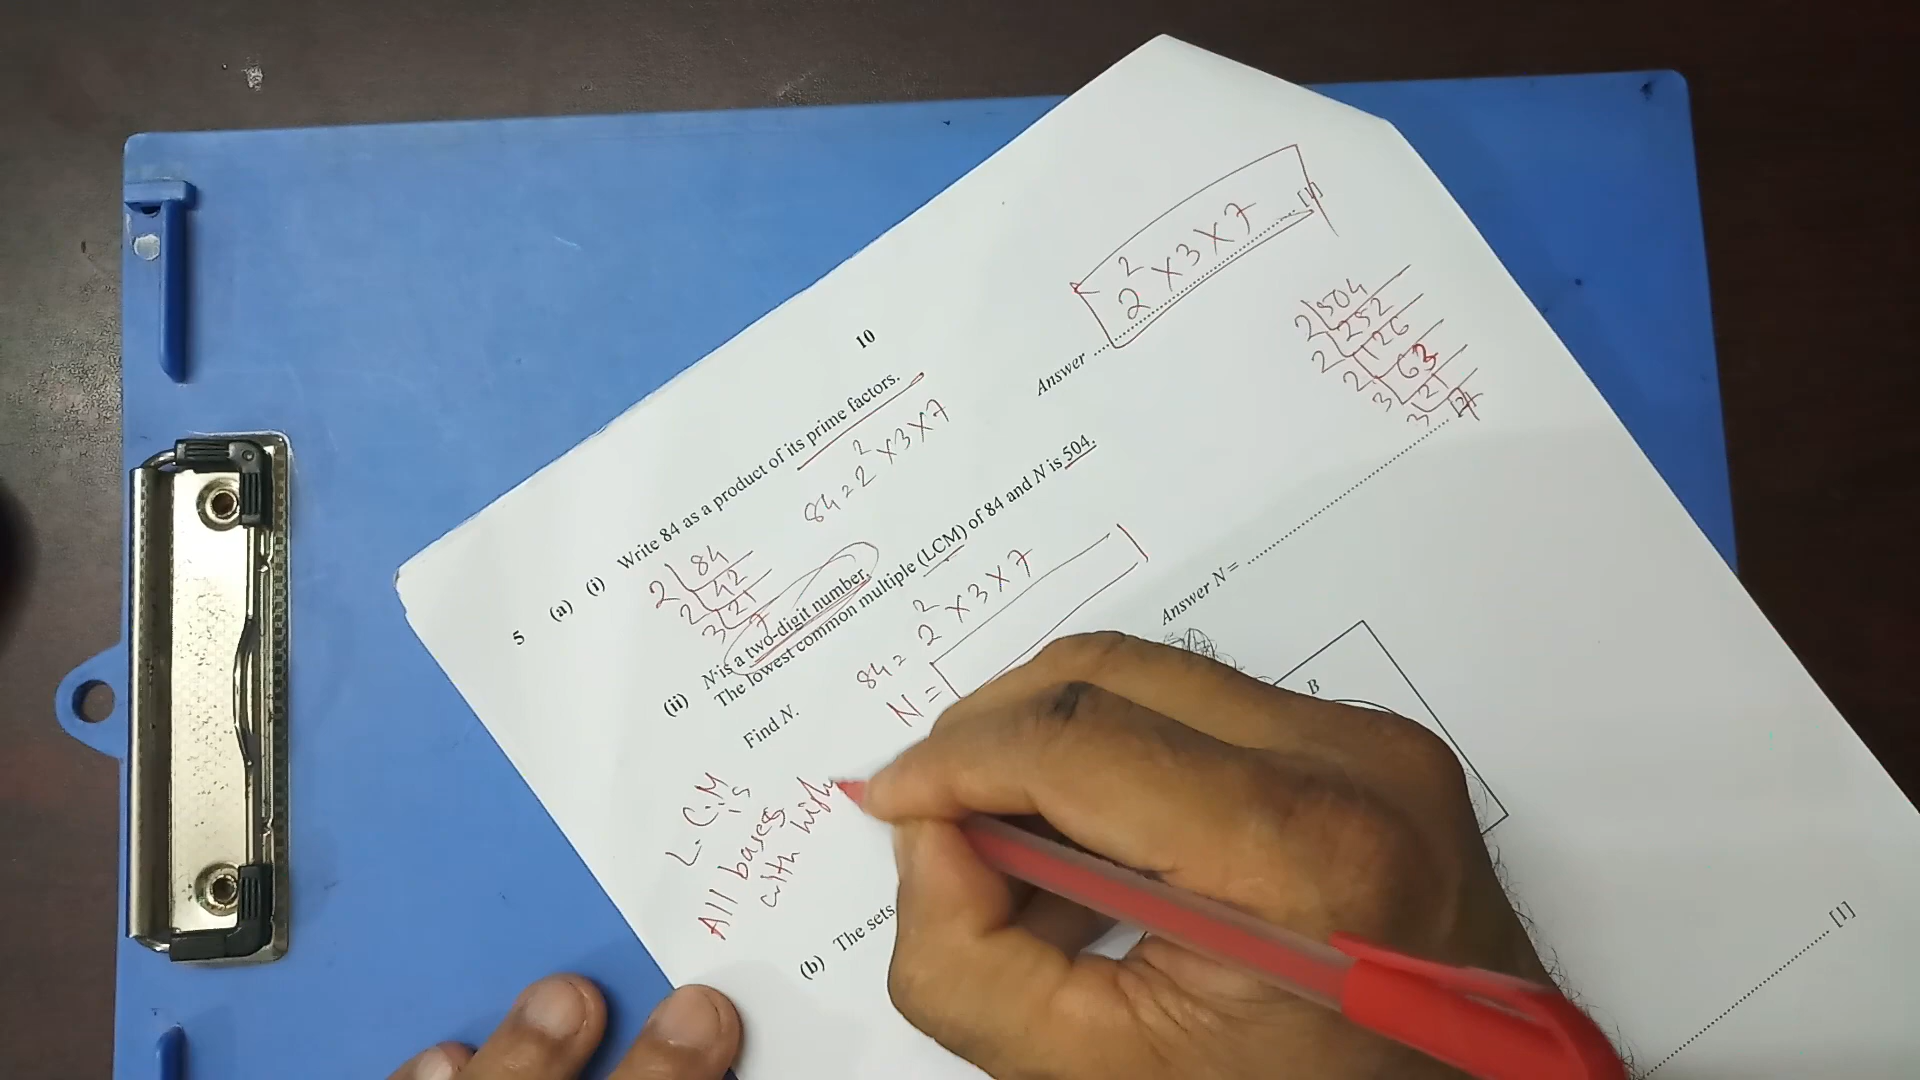 10
5 (a) (i) Write 84 as a product of its prime factors.
2 | 84
2 | 42
3 | 21
7
84 = 2² × 3 × 7
Answer 2² × 3 × 7 [1]
(ii) N is a two-digit number.
The lowest common multiple (LCM) of 84 and N is 504.
Find N.
84 = 2² × 3 × 7
N =
2 | 504
2 | 252
2 | 126
3 | 63
3 | 21
7
Answer N = [2]
L.C.M is
All bases
with high
(b) The sets
B
[1]